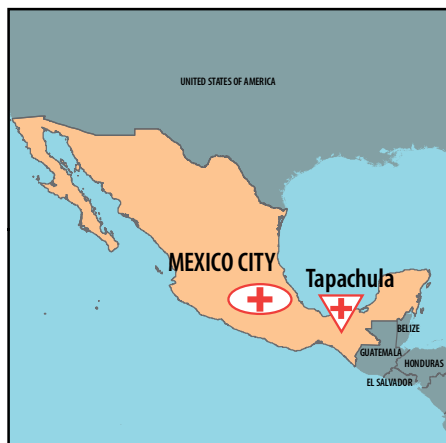 UNITED STATES OF AMERICA
MEXICO CITY
Tapachula
BELIZE
GUATEMALA
HONDURAS
EL SALVADOR